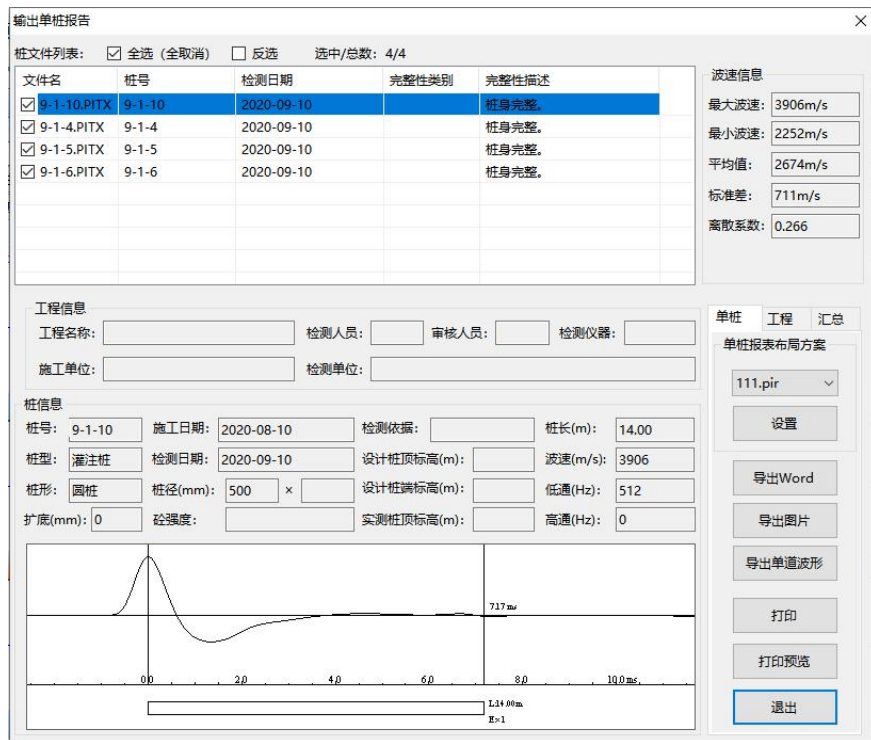 输出单桩报告
桩文件列表： 全选（全取消） 反选 选中/总数：4/4
文件名 桩号 检测日期 完整性类别 完整性描述
9-1-10.PITX 9-1-10 2020-09-10 桩身完整。
9-1-4.PITX 9-1-4 2020-09-10 桩身完整。
9-1-5.PITX 9-1-5 2020-09-10 桩身完整。
9-1-6.PITX 9-1-6 2020-09-10 桩身完整。
波速信息
最大波速： 3906m/s
最小波速： 2252m/s
平均值： 2674m/s
标准差： 711m/s
离散系数： 0.266
工程信息
工程名称： 检测人员： 审核人员： 检测仪器：
施工单位： 检测单位：
桩信息
桩号： 9-1-10 施工日期： 2020-08-10 检测依据： 桩长(m)： 14.00
桩型： 灌注桩 检测日期： 2020-09-10 设计桩顶标高(m)： 波速(m/s)： 3906
桩形： 圆桩 桩径(mm)： 500 × 设计桩端标高(m)： 低通(Hz)： 512
扩底(mm)： 0 砼强度： 实测桩顶标高(m)： 高通(Hz)： 0
7.17 ms
0.0 2.0 4.0 6.0 8.0 10.0 ms
L:14.00m
E×1
单桩 工程 汇总
单桩报表布局方案
111.pir
设置
导出Word
导出图片
导出单道波形
打印
打印预览
退出